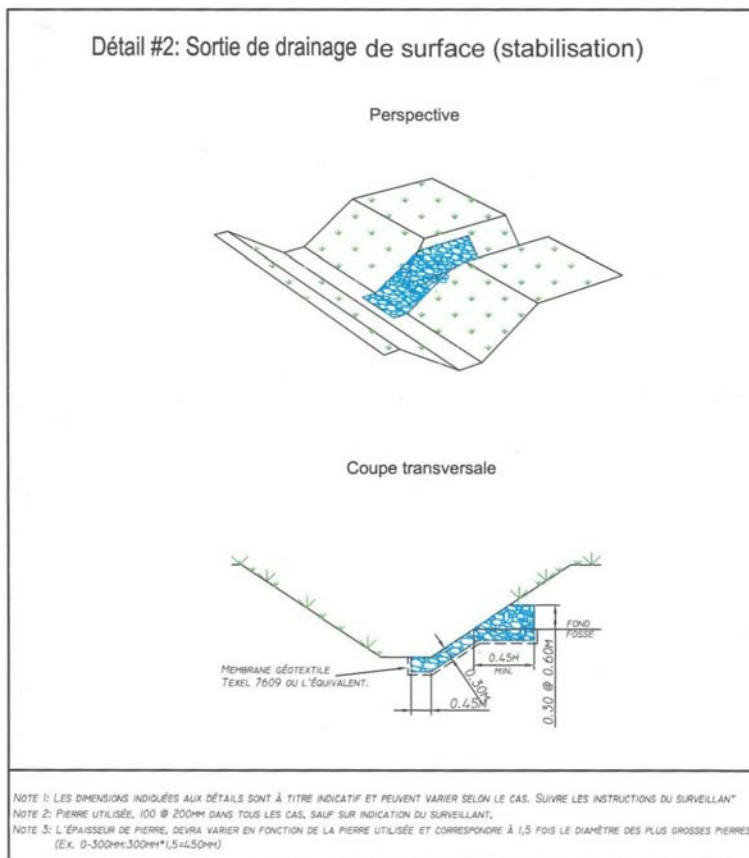 Détail #2: Sortie de drainage de surface (stabilisation)
Perspective
Coupe transversale
FOND
FOSSE
0.45M
MIN.
MEMBRANE GÉOTEXTILE
TEXEL 7609 OU L'ÉQUIVALENT.
0.30M
0.45M
0.30 @ 0.60M
NOTE 1: LES DIMENSIONS INDIQUÉES AUX DÉTAILS SONT À TITRE INDICATIF ET PEUVENT VARIER SELON LE CAS. SUIVRE LES INSTRUCTIONS DU SURVEILLAN"
NOTE 2: PIERRE UTILISÉE, 100 @ 200MM DANS TOUS LES CAS, SAUF SUR INDICATION DU SURVEILLANT.
NOTE 3: L'ÉPAISSEUR DE PIERRE, DEVRA VARIER EN FONCTION DE LA PIERRE UTILISÉE ET CORRESPONDRE À 1,5 FOIS LE DIAMÈTRE DES PLUS GROSSES PIERRES
(EX. 0-300MM:300MM*1,5=450MM)